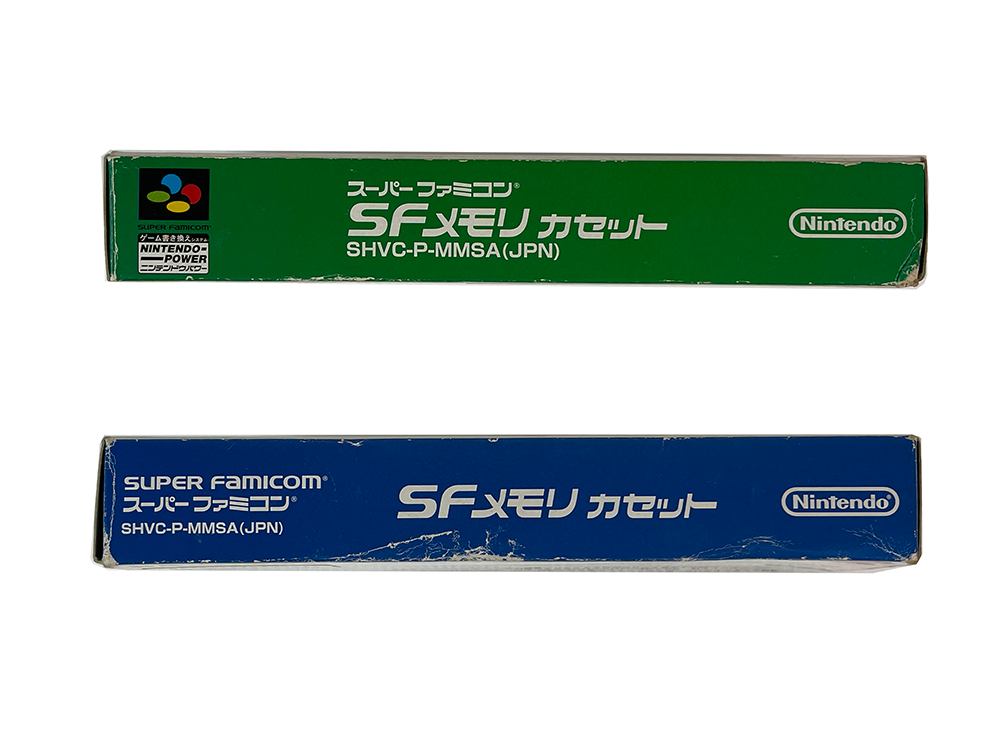 SUPER FAMICOM
ゲーム書き換えシステム
NINTENDO-
POWER
ニンテンドウパワー
スーパーファミコン®
SFメモリ カセット
SHVC-P-MMSA(JPN)
Nintendo®
SUPER FAMICOM®
スーパーファミコン®
SHVC-P-MMSA(JPN)
SFメモリ カセット
Nintendo®